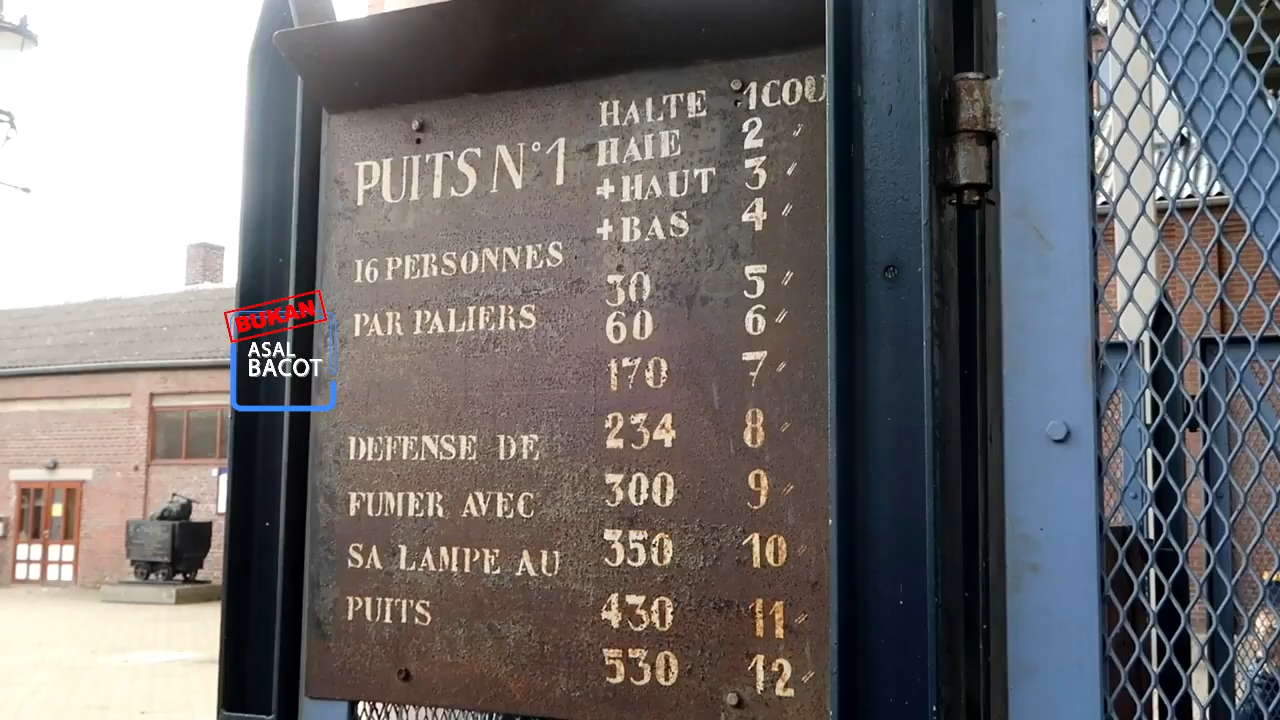 PUITS N°1
16 PERSONNES
PAR PALIERS
DEFENSE DE
FUMER AVEC
SA LAMPE AU
PUITS
HALTE 1COU
HAIE 2 〃
+HAUT 3 〃
+BAS 4 〃
30 5 〃
60 6 〃
170 7 〃
234 8 〃
300 9 〃
350 10 〃
430 11 〃
530 12 〃
BUKAN
ASAL
BACOT